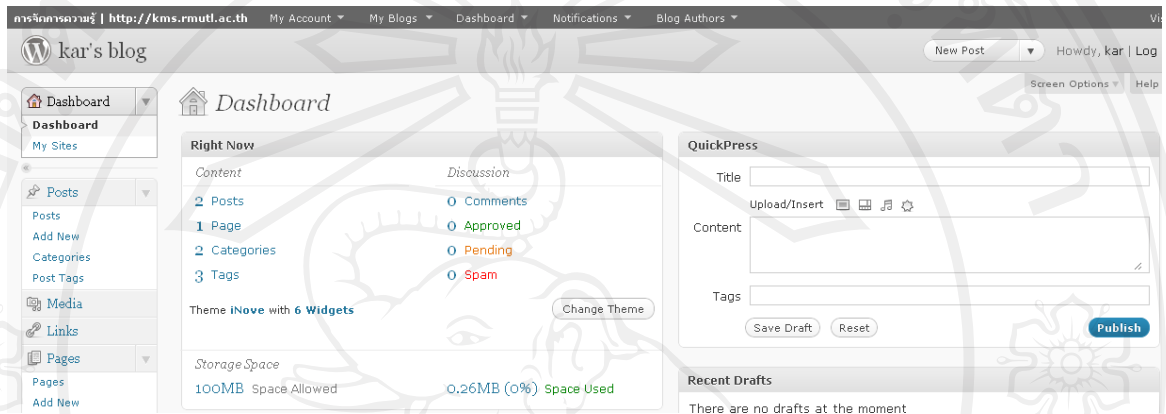 การจัดการความรู้ | http://kms.rmutl.ac.th My Account My Blogs Dashboard Notifications Blog Authors
kar's blog New Post Howdy, kar | Log
Screen Options Help
Dashboard
Dashboard
My Sites
Posts
Posts
Add New
Categories
Post Tags
Media
Links
Pages
Pages
Add New
Dashboard
Right Now
Content Discussion
2 Posts 0 Comments
1 Page 0 Approved
2 Categories 0 Pending
3 Tags 0 Spam
Theme iNove with 6 Widgets Change Theme
Storage Space
100MB Space Allowed 0.26MB (0%) Space Used
QuickPress
Title
Upload/Insert
Content
Tags
Save Draft Reset Publish
Recent Drafts
There are no drafts at the moment